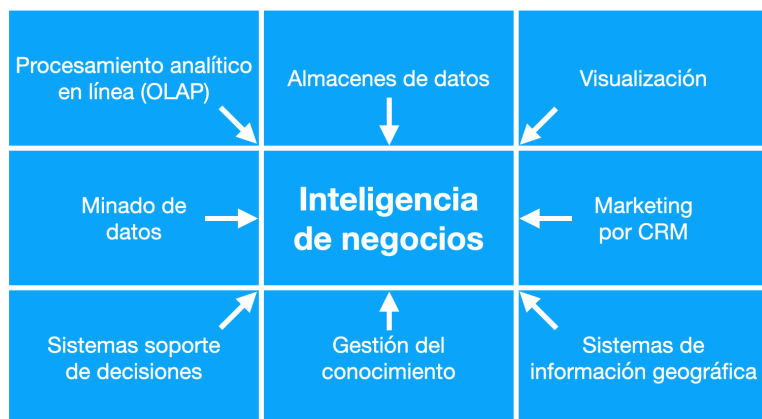 Procesamiento analítico
en línea (OLAP)
Almacenes de datos
Visualización
Minado de
datos
Inteligencia
de negocios
Marketing
por CRM
Sistemas soporte
de decisiones
Gestión del
conocimiento
Sistemas de
información geográfica